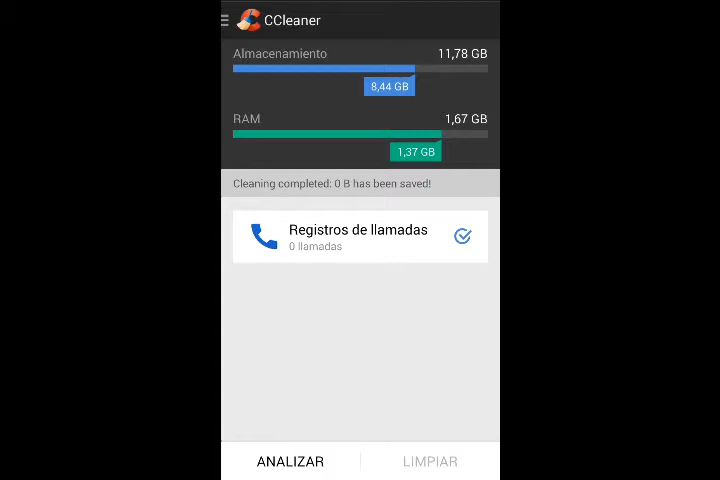 CCleaner
Almacenamiento 11,78 GB
8,44 GB
RAM 1,67 GB
1,37 GB
Cleaning completed: 0 B has been saved!
Registros de llamadas
0 llamadas
ANALIZAR LIMPIAR